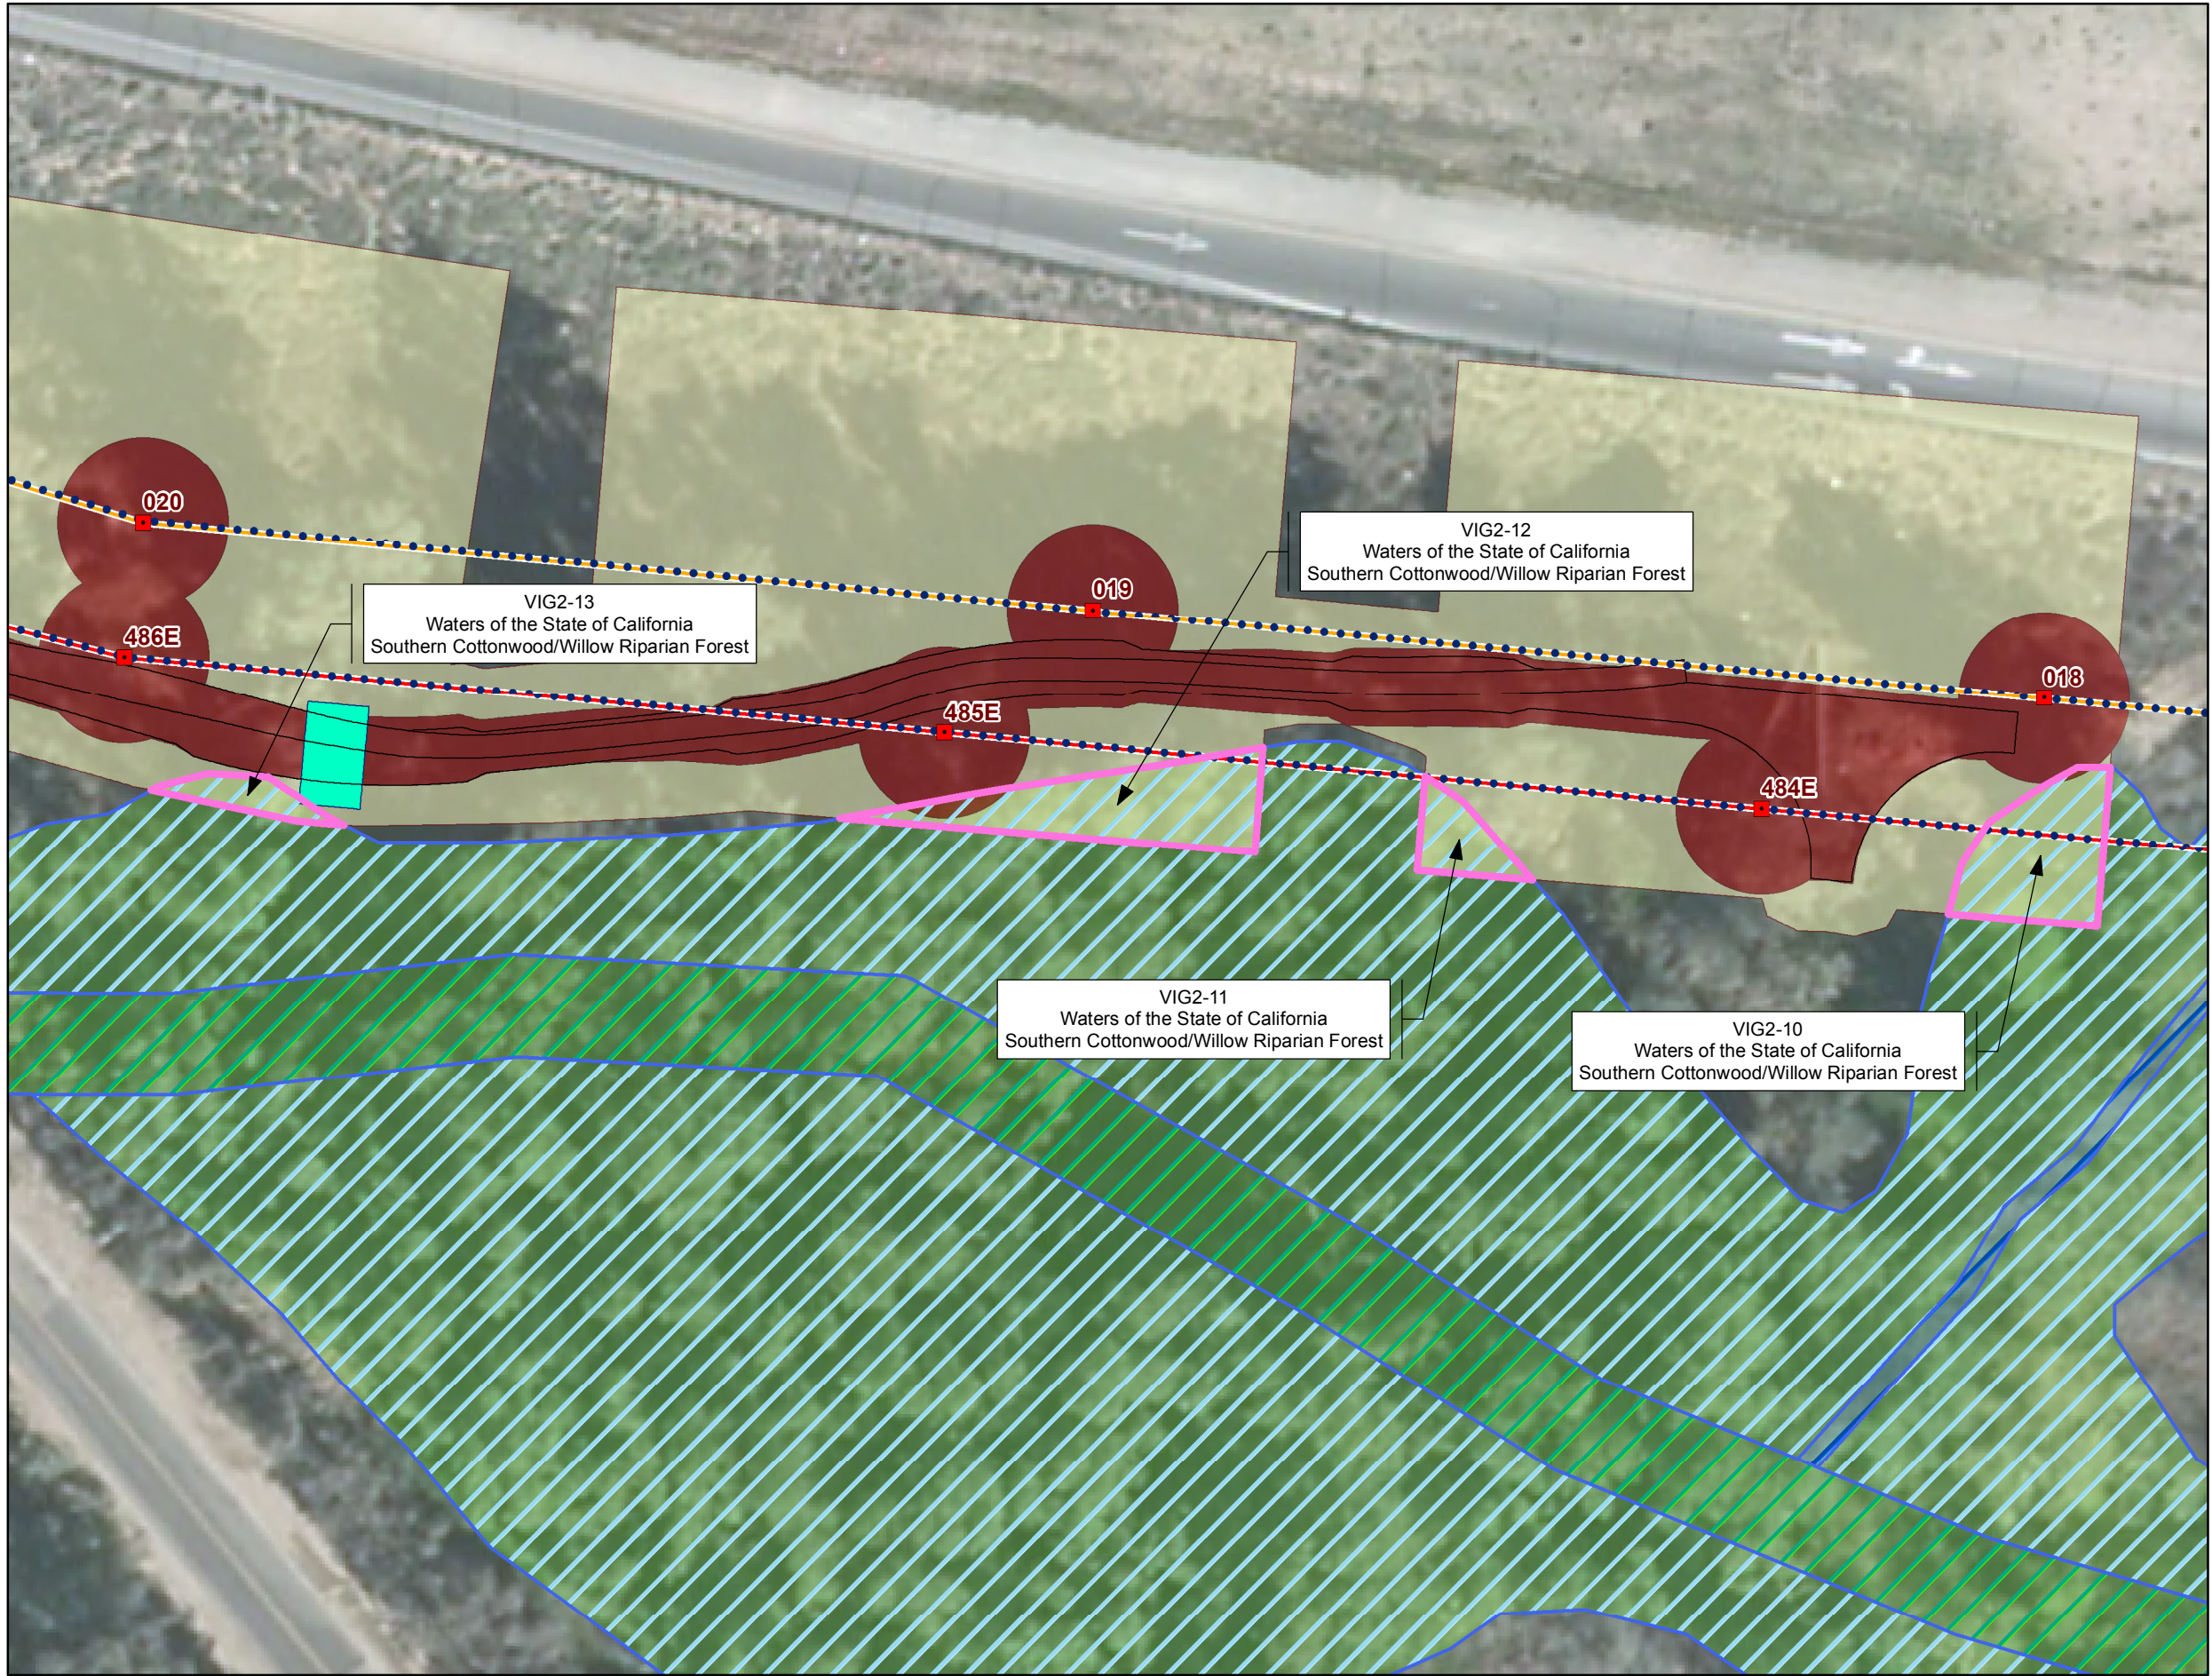 020
019
VIG2-12
Waters of the State of California
Southern Cottonwood/Willow Riparian Forest
VIG2-13
Waters of the State of California
Southern Cottonwood/Willow Riparian Forest
486E
018
485E
484E
VIG2-11
Waters of the State of California
Southern Cottonwood/Willow Riparian Forest
VIG2-10
Waters of the State of California
Southern Cottonwood/Willow Riparian Forest